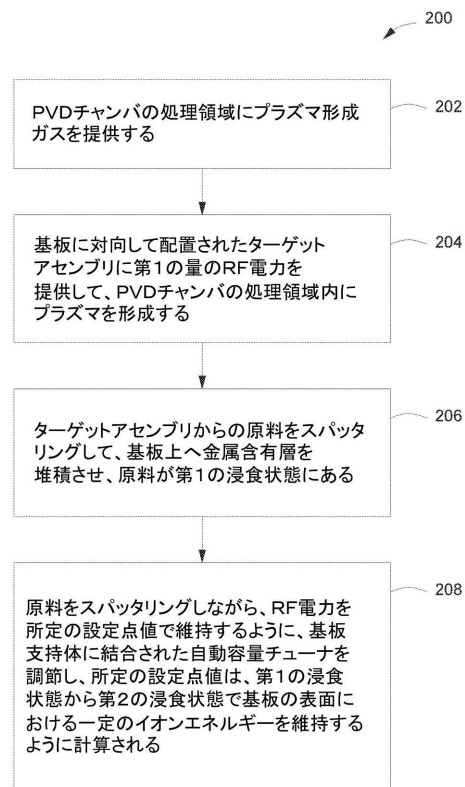 200
PVDチャンバの処理領域にプラズマ形成
ガスを提供する
202
基板に対向して配置されたターゲット
アセンブリに第1の量のRF電力を
提供して、PVDチャンバの処理領域内に
プラズマを形成する
204
ターゲットアセンブリからの原料をスパッタ
リングして、基板上へ金属含有層を
堆積させ、原料が第1の浸食状態にある
206
原料をスパッタリングしながら、RF電力を
所定の設定点値で維持するように、基板
支持体に結合された自動容量チューナを
調節し、所定の設定点値は、第1の浸食
状態から第2の浸食状態で基板の表面に
おける一定のイオンエネルギーを維持する
ように計算される
208